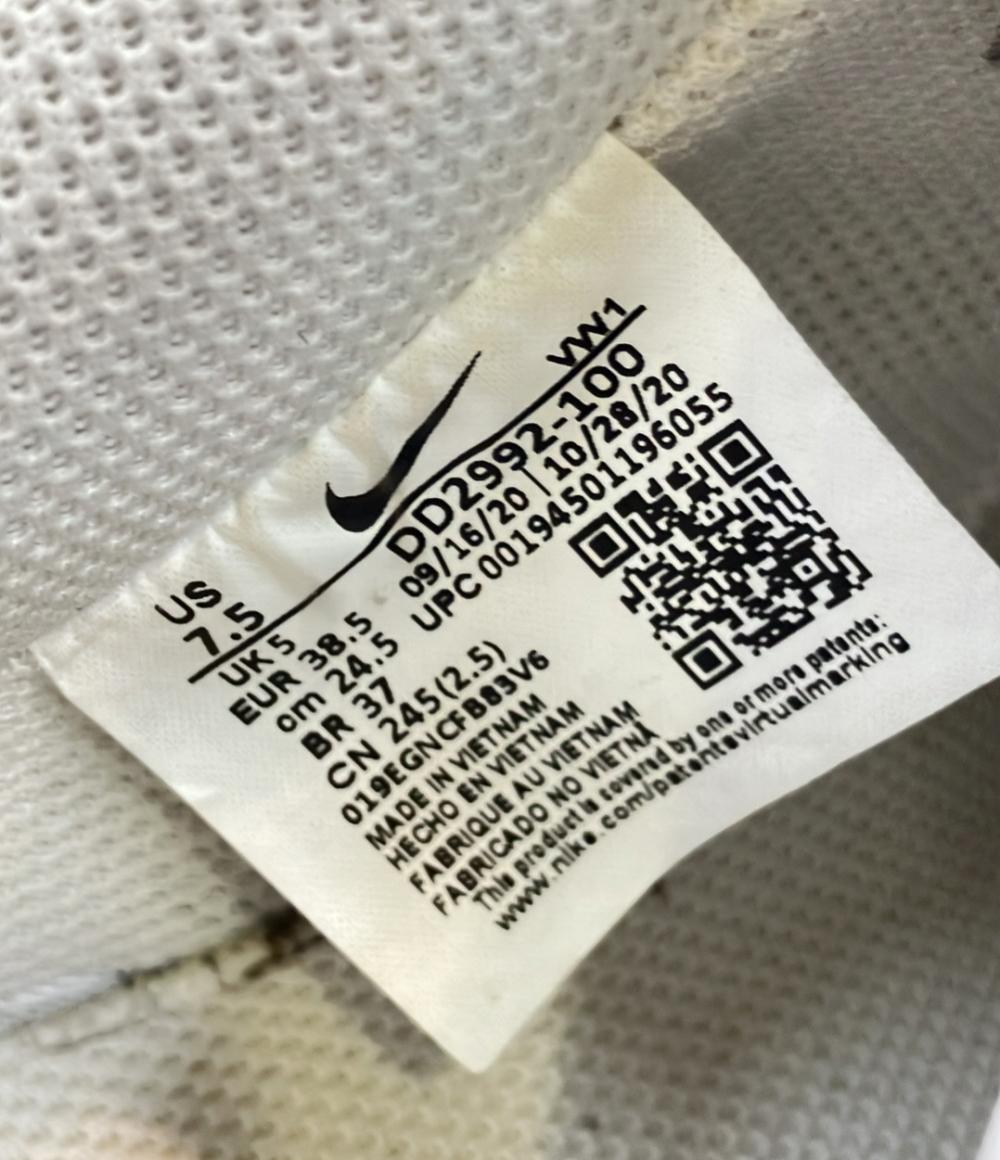 VW1
DD2992-100
09/16/20 | 10/28/20
UPC 00194501196055
US
7.5
UK 5
EUR 38.5
cm 24.5
BR 37
CN 245(2.5)
019EGNCFBB3V6
MADE IN VIETNAM
HECHO EN VIETNAM
FABRIQUE AU VIETNAM
FABRICADO NO VIETNÃ
This product is covered by one or more patents:
www.nike.com/patentsvirtualmarking